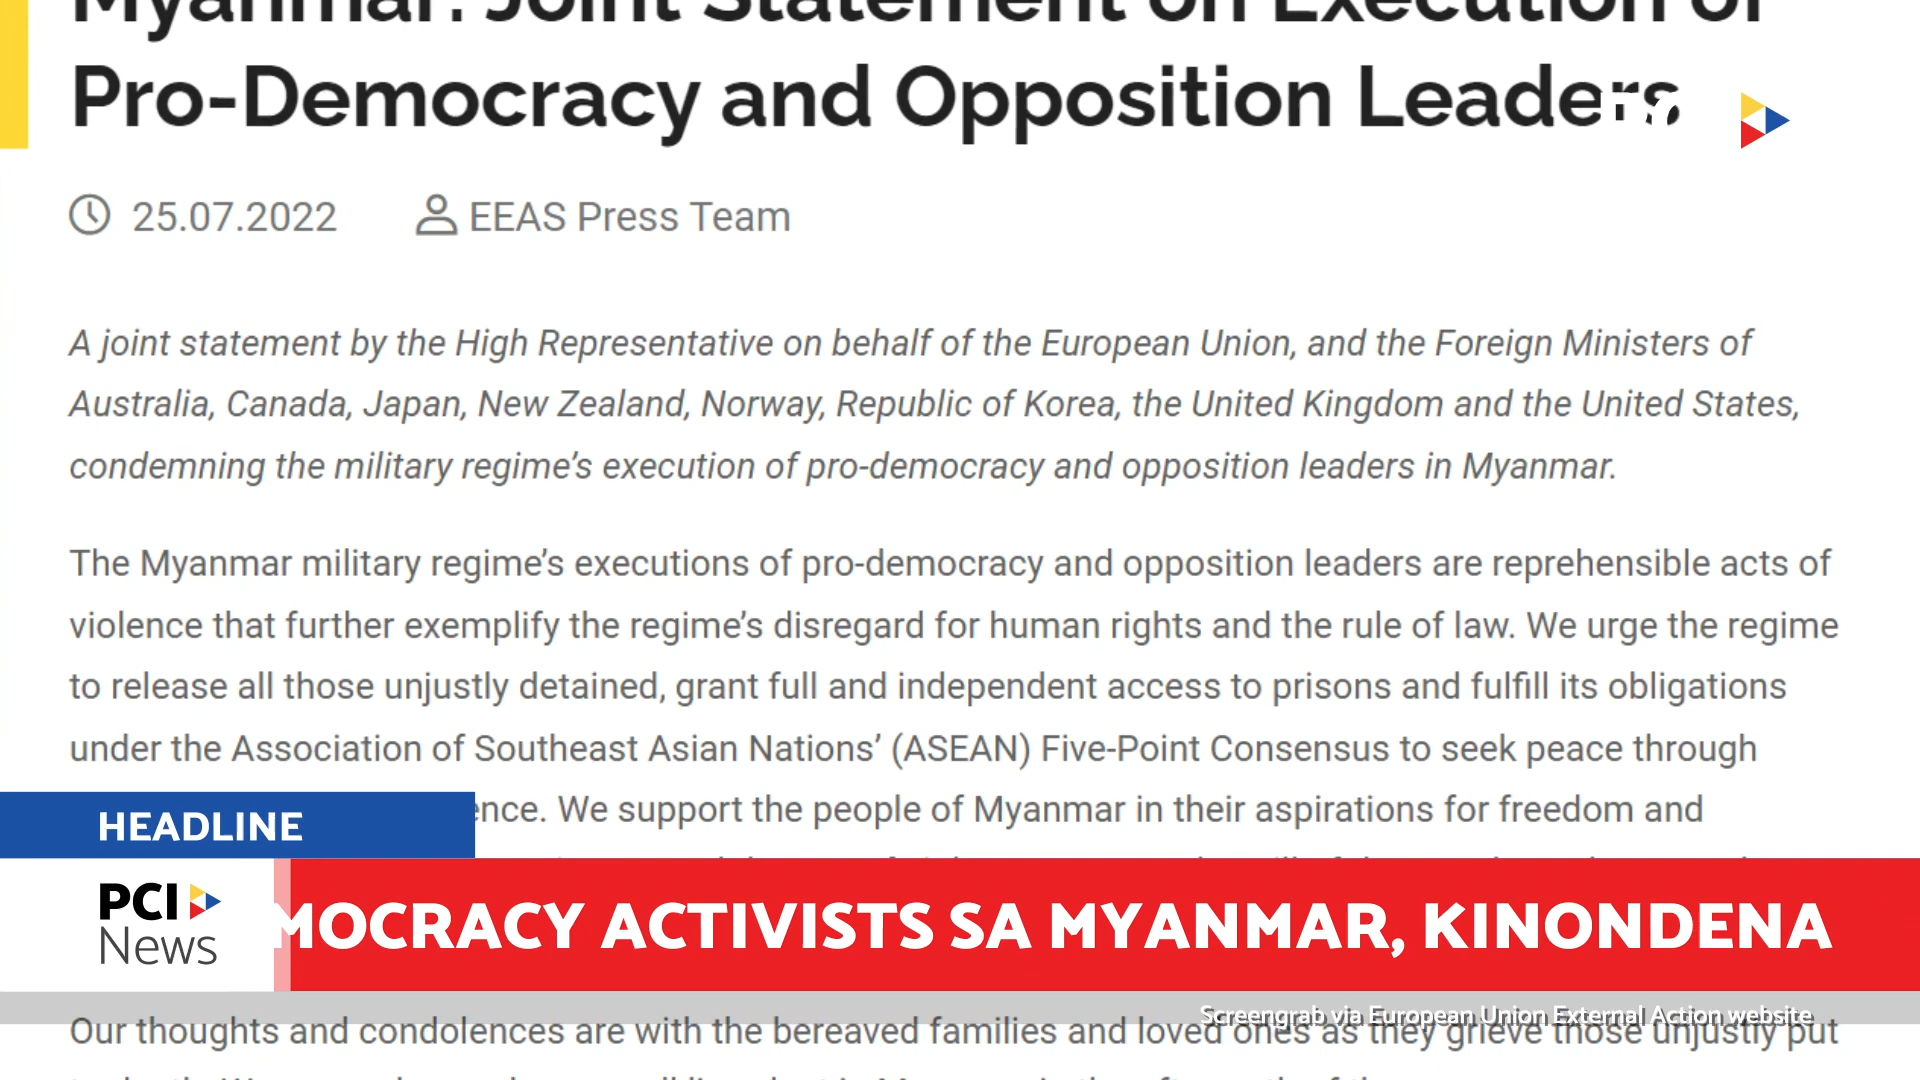 Myanmar: Joint Statement on Execution of
Pro-Democracy and Opposition Leaders
25.07.2022
EEAS Press Team
A joint statement by the High Representative on behalf of the European Union, and the Foreign Ministers of
Australia, Canada, Japan, New Zealand, Norway, Republic of Korea, the United Kingdom and the United States,
condemning the military regime’s execution of pro-democracy and opposition leaders in Myanmar.
The Myanmar military regime’s executions of pro-democracy and opposition leaders are reprehensible acts of
violence that further exemplify the regime’s disregard for human rights and the rule of law. We urge the regime
to release all those unjustly detained, grant full and independent access to prisons and fulfill its obligations
under the Association of Southeast Asian Nations’ (ASEAN) Five-Point Consensus to seek peace through
ence. We support the people of Myanmar in their aspirations for freedom and
HEADLINE
PCI
News
MOCRACY ACTIVISTS SA MYANMAR, KINONDENA
Screengrab via European Union External Action website
Our thoughts and condolences are with the bereaved families and loved ones as they grieve those unjustly put